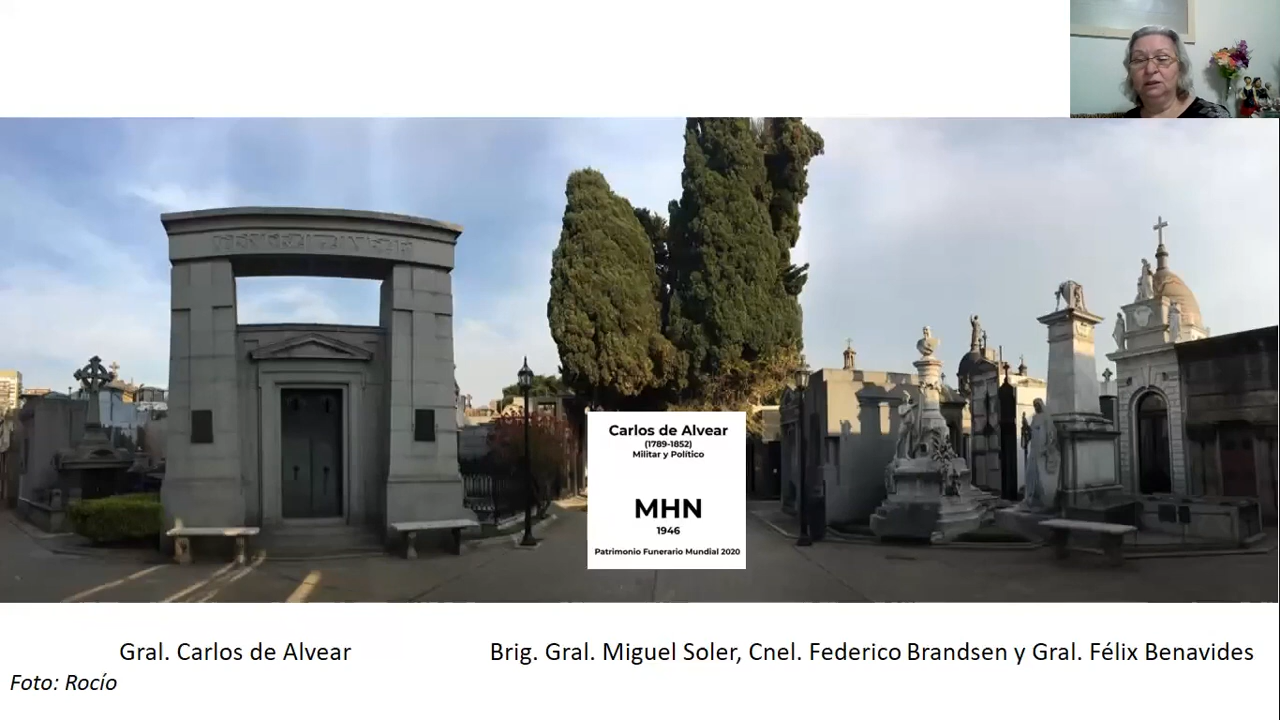 Carlos de Alvear
(1789-1852)
Militar y Político
MHN
1946
Patrimonio Funerario Mundial 2020
Gral. Carlos de Alvear
Brig. Gral. Miguel Soler, Cnel. Federico Brandsen y Gral. Félix Benavides
Foto: Rocío